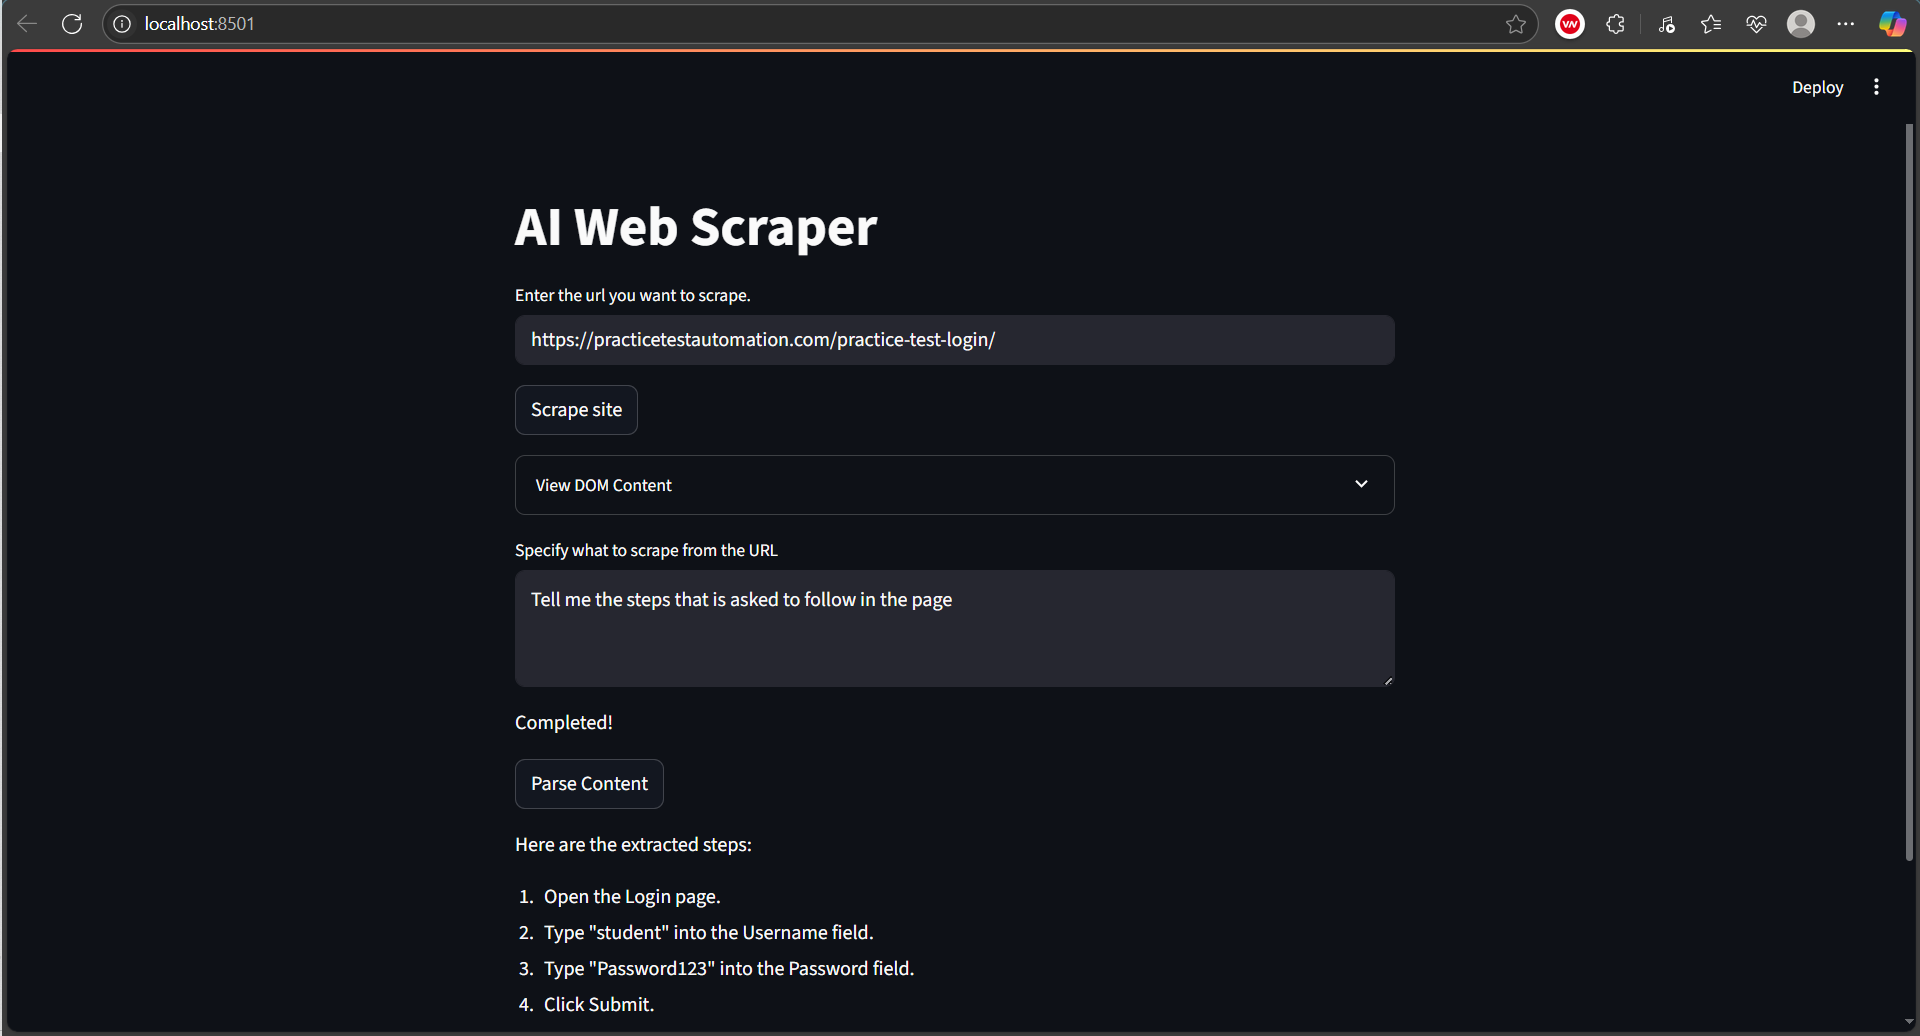 localhost:8501
VN
Deploy
AI Web Scraper
Enter the url you want to scrape.
https://practicetestautomation.com/practice-test-login/
Scrape site
View DOM Content
Specify what to scrape from the URL
Tell me the steps that is asked to follow in the page
Completed!
Parse Content
Here are the extracted steps:
1. Open the Login page.
2. Type "student" into the Username field.
3. Type "Password123" into the Password field.
4. Click Submit.